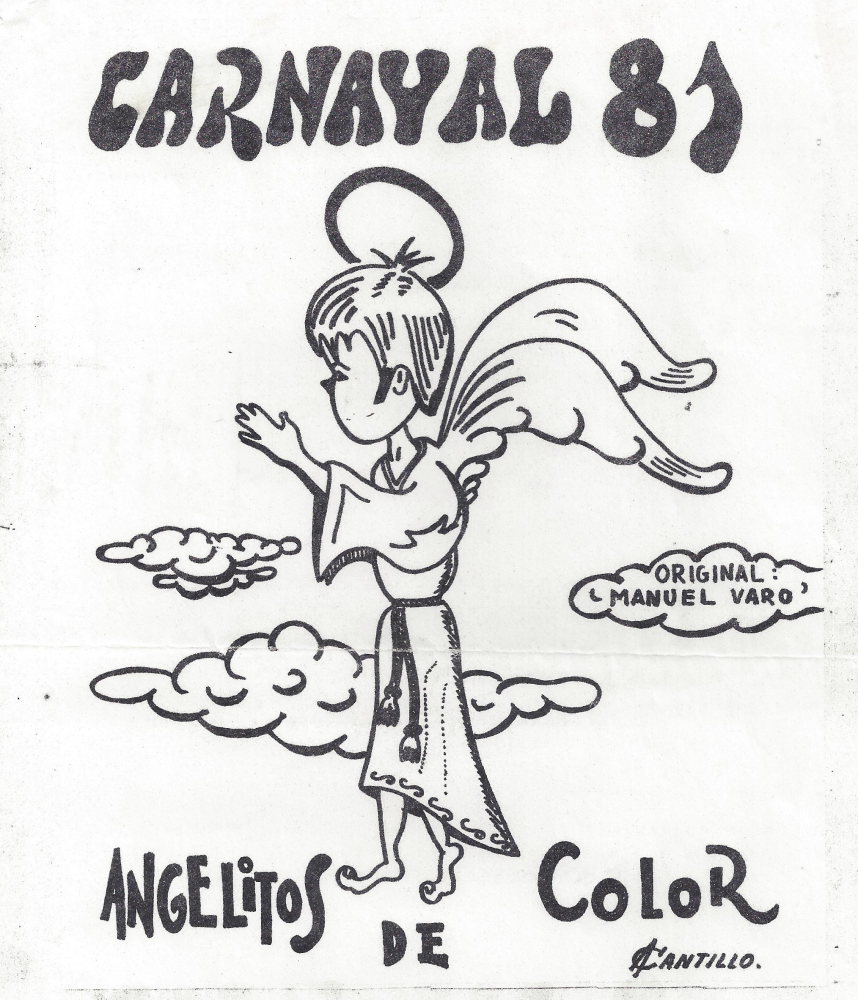 CARNAVAL 81
ORIGINAL:
'MANUEL VARO'
ANGELITOS
DE
COLOR
A CANTILLO.